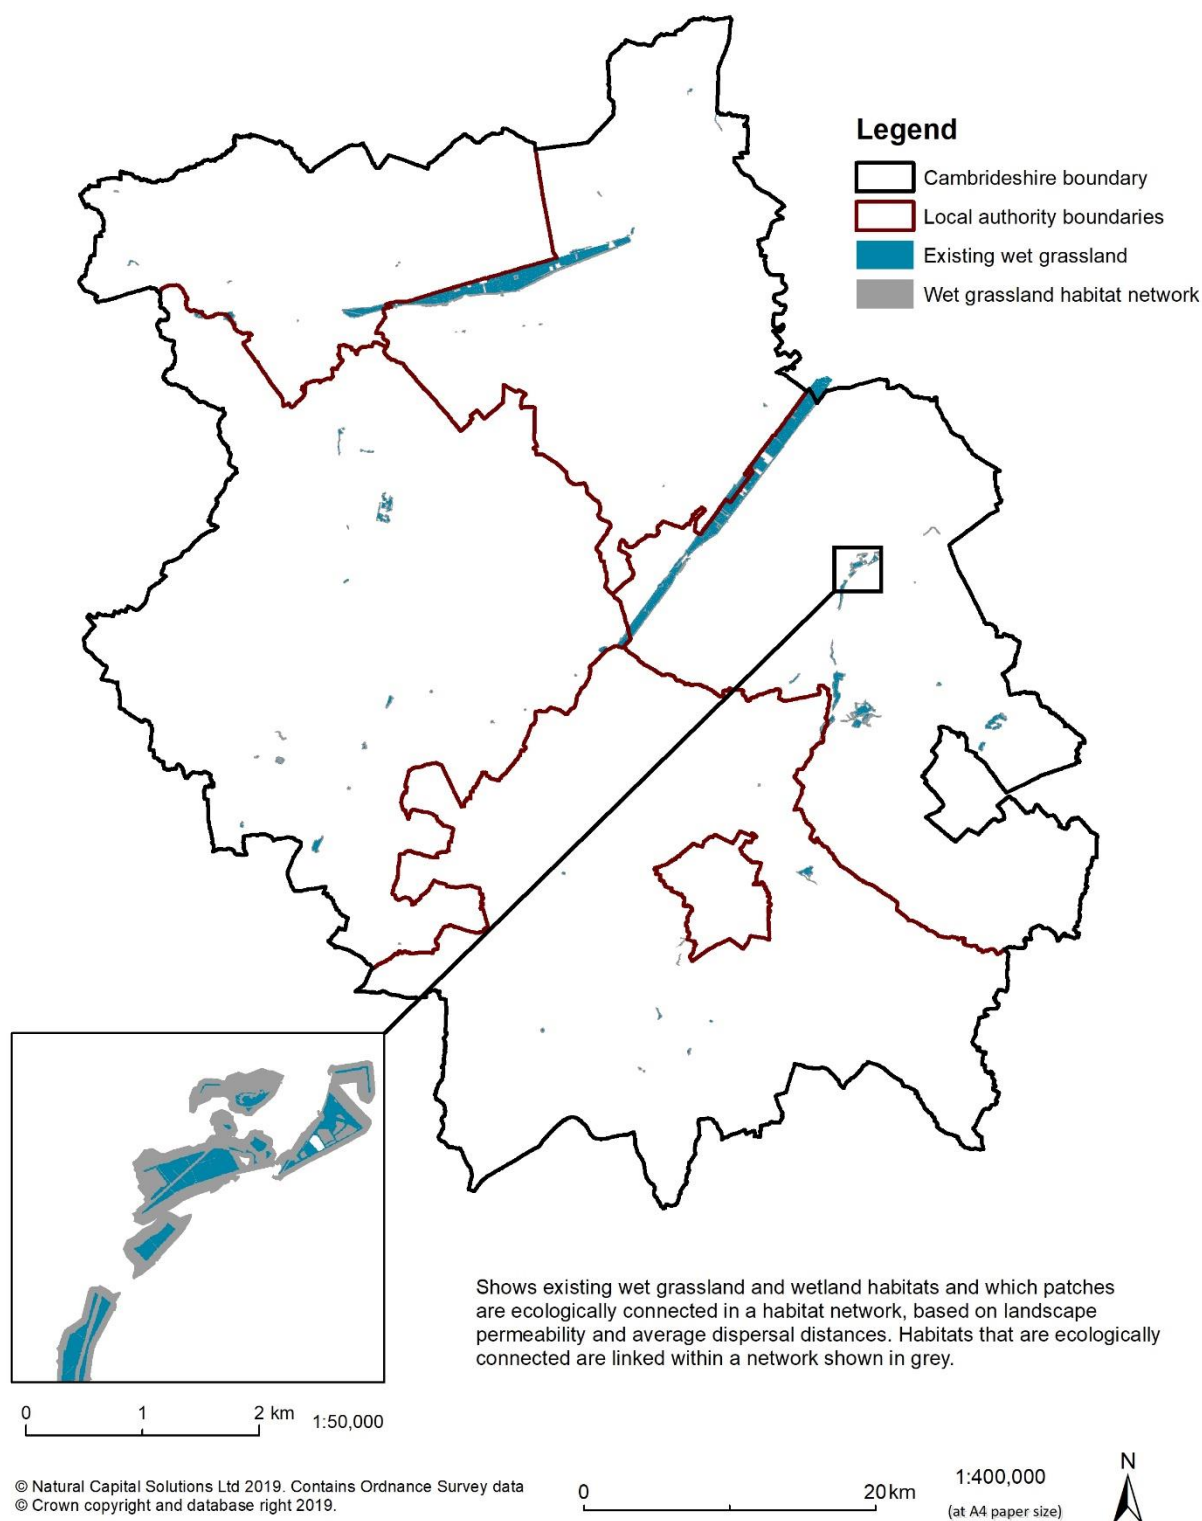 Legend
Cambrideshire boundary
Local authority boundaries
Existing wet grassland
Wet grassland habitat network
Shows existing wet grassland and wetland habitats and which patches
are ecologically connected in a habitat network, based on landscape
permeability and average dispersal distances. Habitats that are ecologically
connected are linked within a network shown in grey.
0 1 2 km 1:50,000
© Natural Capital Solutions Ltd 2019. Contains Ordnance Survey data
© Crown copyright and database right 2019.
0 20 km
1:400,000
(at A4 paper size)
N